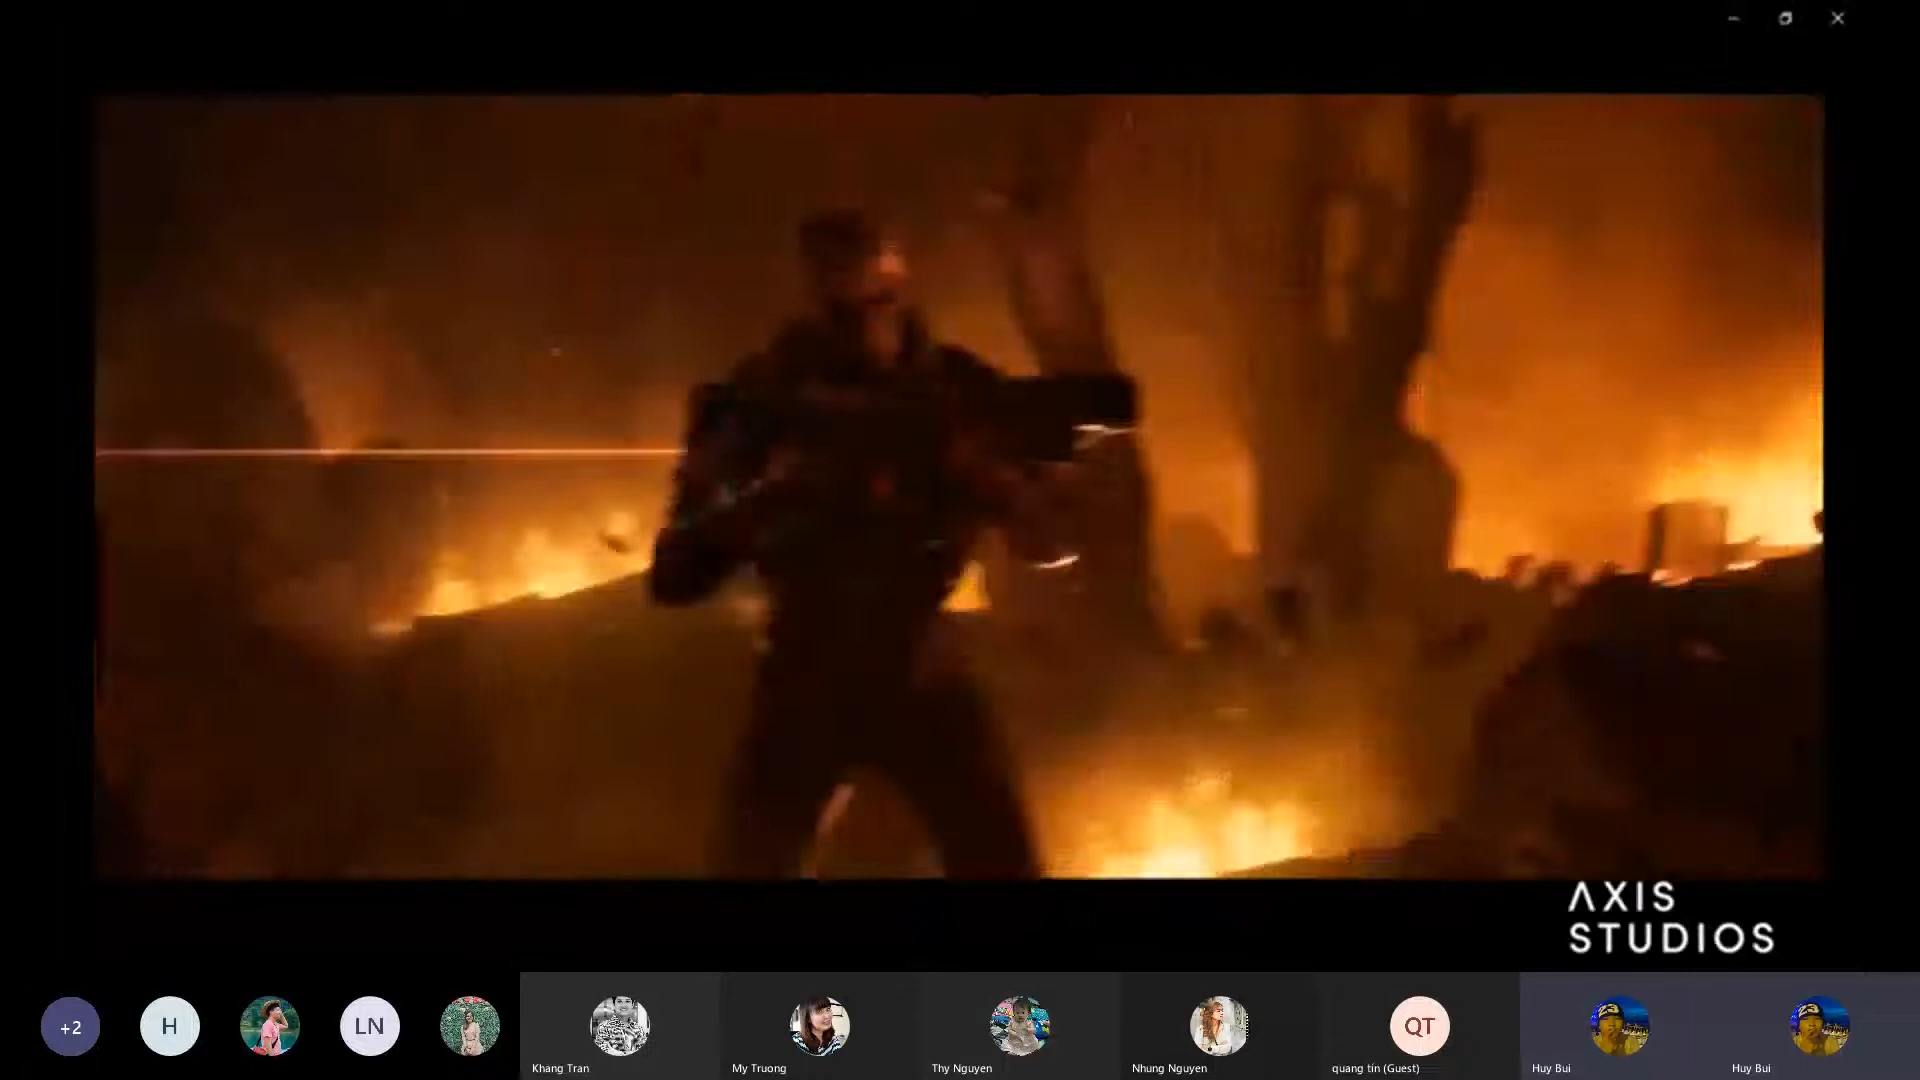 AXIS
STUDIOS
+2
H
LN
QT
Khang Tran
My Truong
Thy Nguyen
Nhung Nguyen
quang tín (Guest)
Huy Bui
Huy Bui